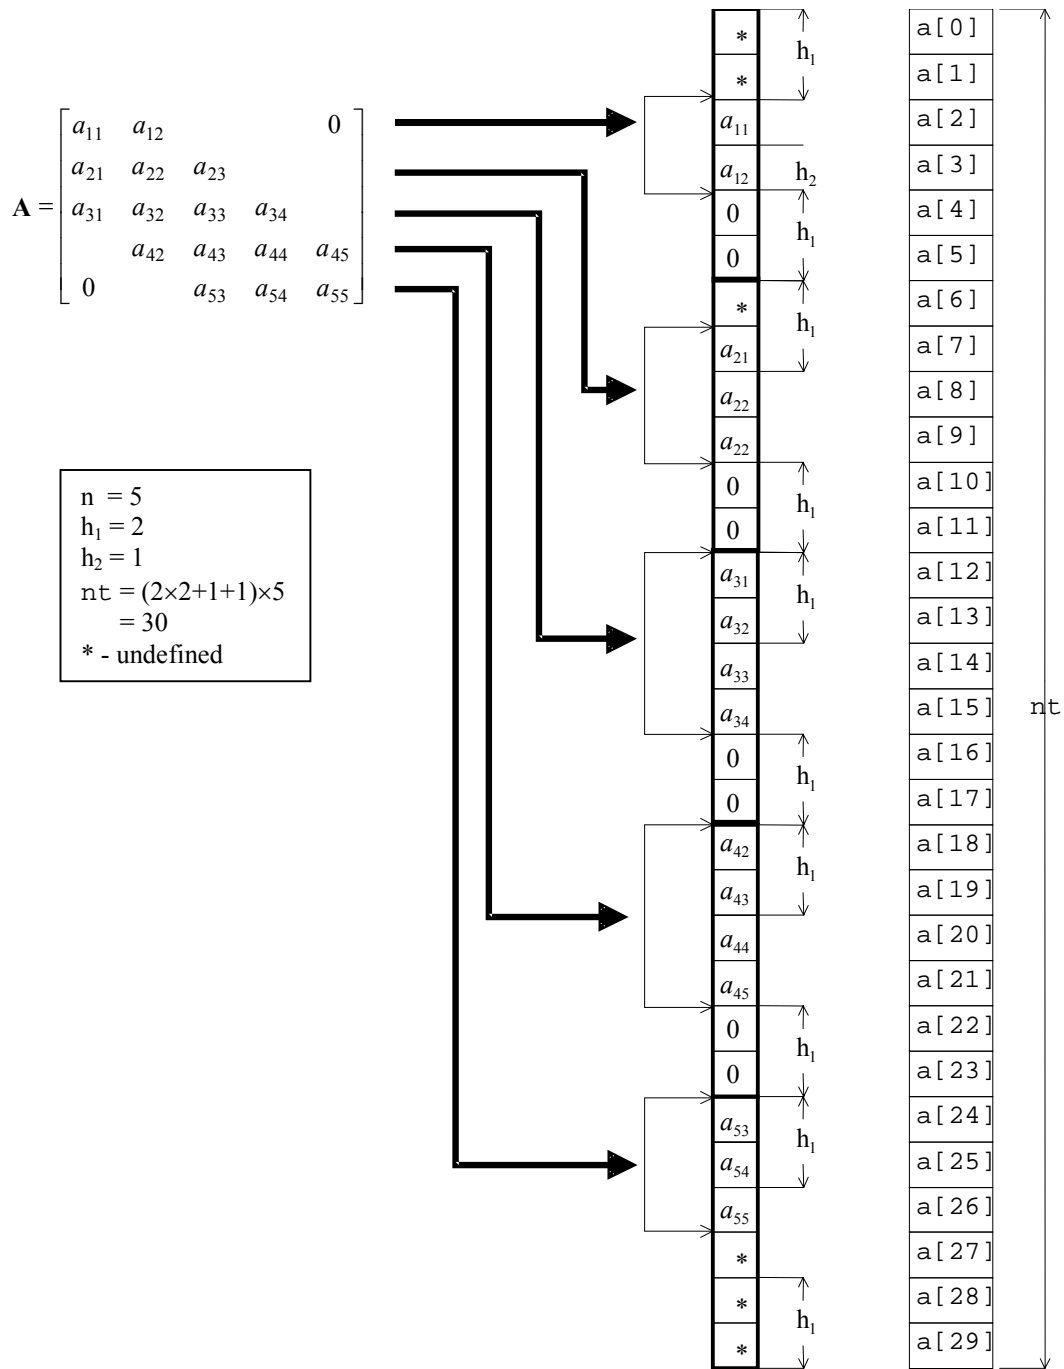 A =
a11 a12 0
a21 a22 a23
a31 a32 a33 a34
a42 a43 a44 a45
0 a53 a54 a55
n = 5
h1 = 2
h2 = 1
nt = (2×2+1+1)×5
= 30
* - undefined
* h1 a[0]
* a[1]
a11 a[2]
a12 h2 a[3]
0 h1 a[4]
0 a[5]
* h1 a[6]
a21 a[7]
a22 a[8]
a22 a[9]
0 h1 a[10]
0 a[11]
a31 h1 a[12]
a32 a[13]
a33 a[14]
a34 a[15] nt
0 h1 a[16]
0 a[17]
a42 h1 a[18]
a43 a[19]
a44 a[20]
a45 a[21]
0 h1 a[22]
0 a[23]
a53 h1 a[24]
a54 a[25]
a55 a[26]
* a[27]
* h1 a[28]
* a[29]